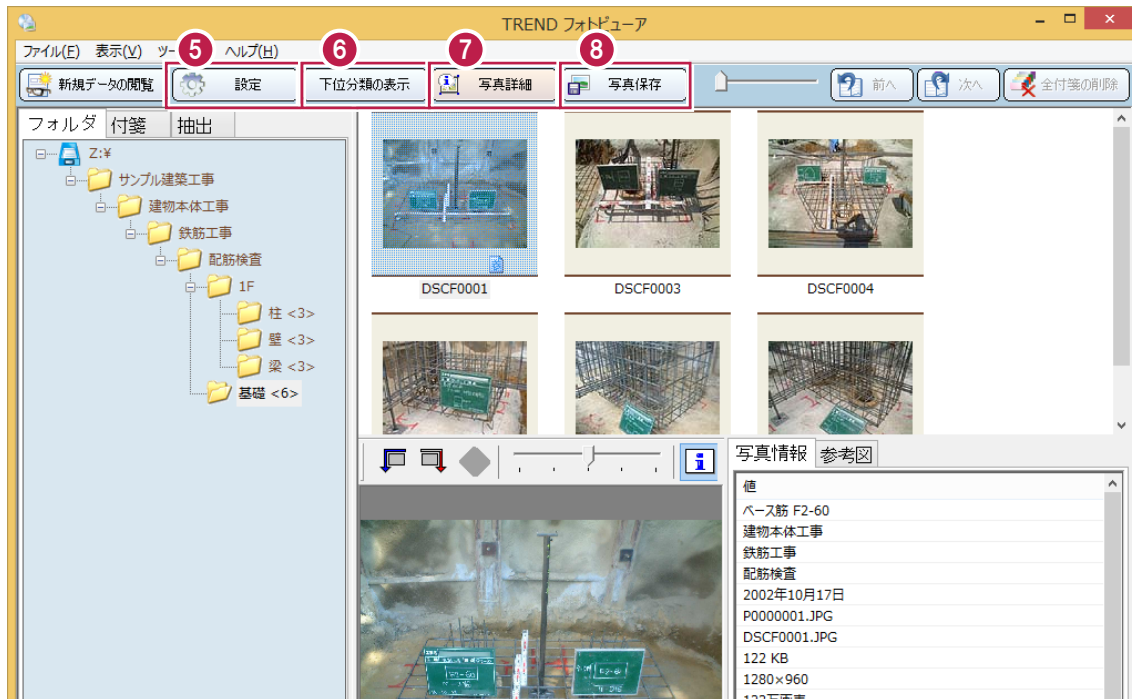 TREND フォトビューア
ファイル(F) 表示(V) ツー ヘルプ(H)
5 6 7 8
新規データの閲覧 設定 下位分類の表示 写真詳細 写真保存 前へ 次へ 全付箋の削除
フォルダ 付箋 抽出
Z:¥
サンプル建築工事
建物本体工事
鉄筋工事
配筋検査
1F
柱 <3>
壁 <3>
梁 <3>
基礎 <6>
DSCF0001 DSCF0003 DSCF0004
写真情報 参考図
値
ベース筋 F2-60
建物本体工事
鉄筋工事
配筋検査
2002年10月17日
P0000001.JPG
DSCF0001.JPG
122 KB
1280×960